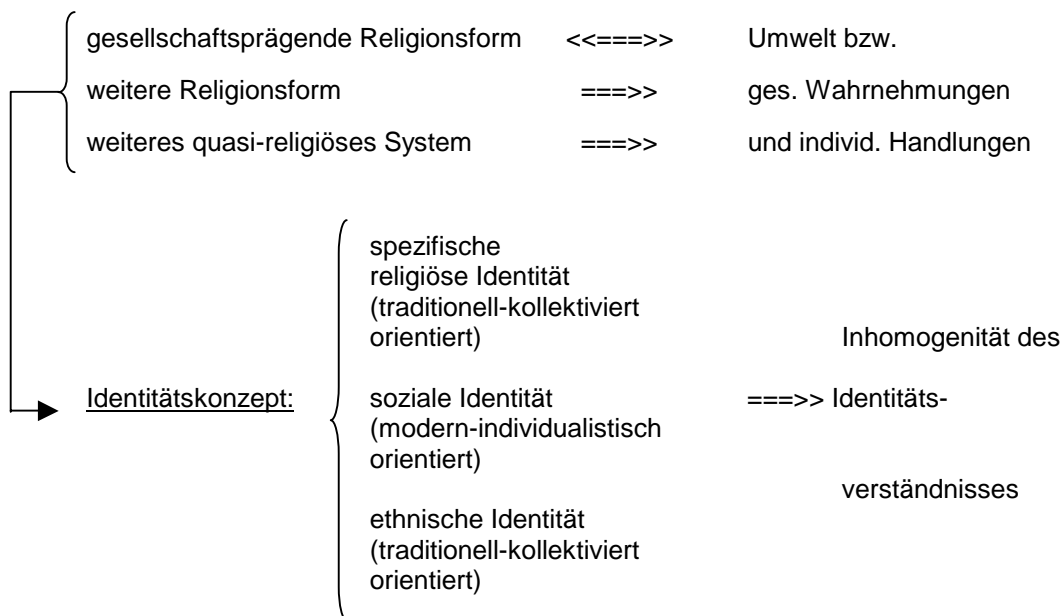 gesellschaftsprägende Religionsform <<===>> Umwelt bzw.
weitere Religionsform ===>> ges. Wahrnehmungen
weiteres quasi-religiöses System ===>> und individ. Handlungen
spezifische
religiöse Identität
(traditionell-kollektiviert
orientiert) Inhomogenität des
Identitätskonzept: soziale Identität ===>> Identitäts-
(modern-individualistisch
orientiert)
verständnisses
ethnische Identität
(traditionell-kollektiviert
orientiert)